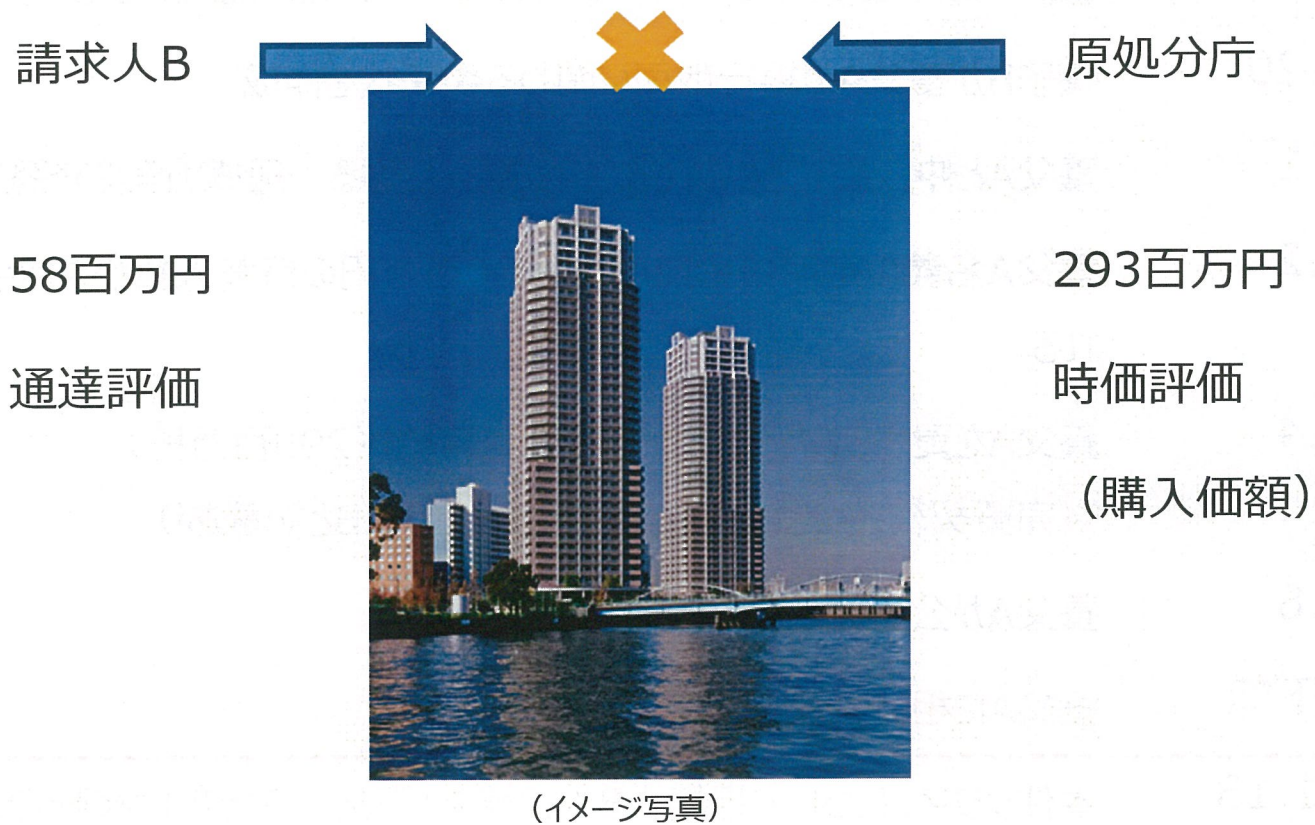 請求人B
原処分庁
58百万円
293百万円
通達評価
時価評価
（購入価額）
（イメージ写真）